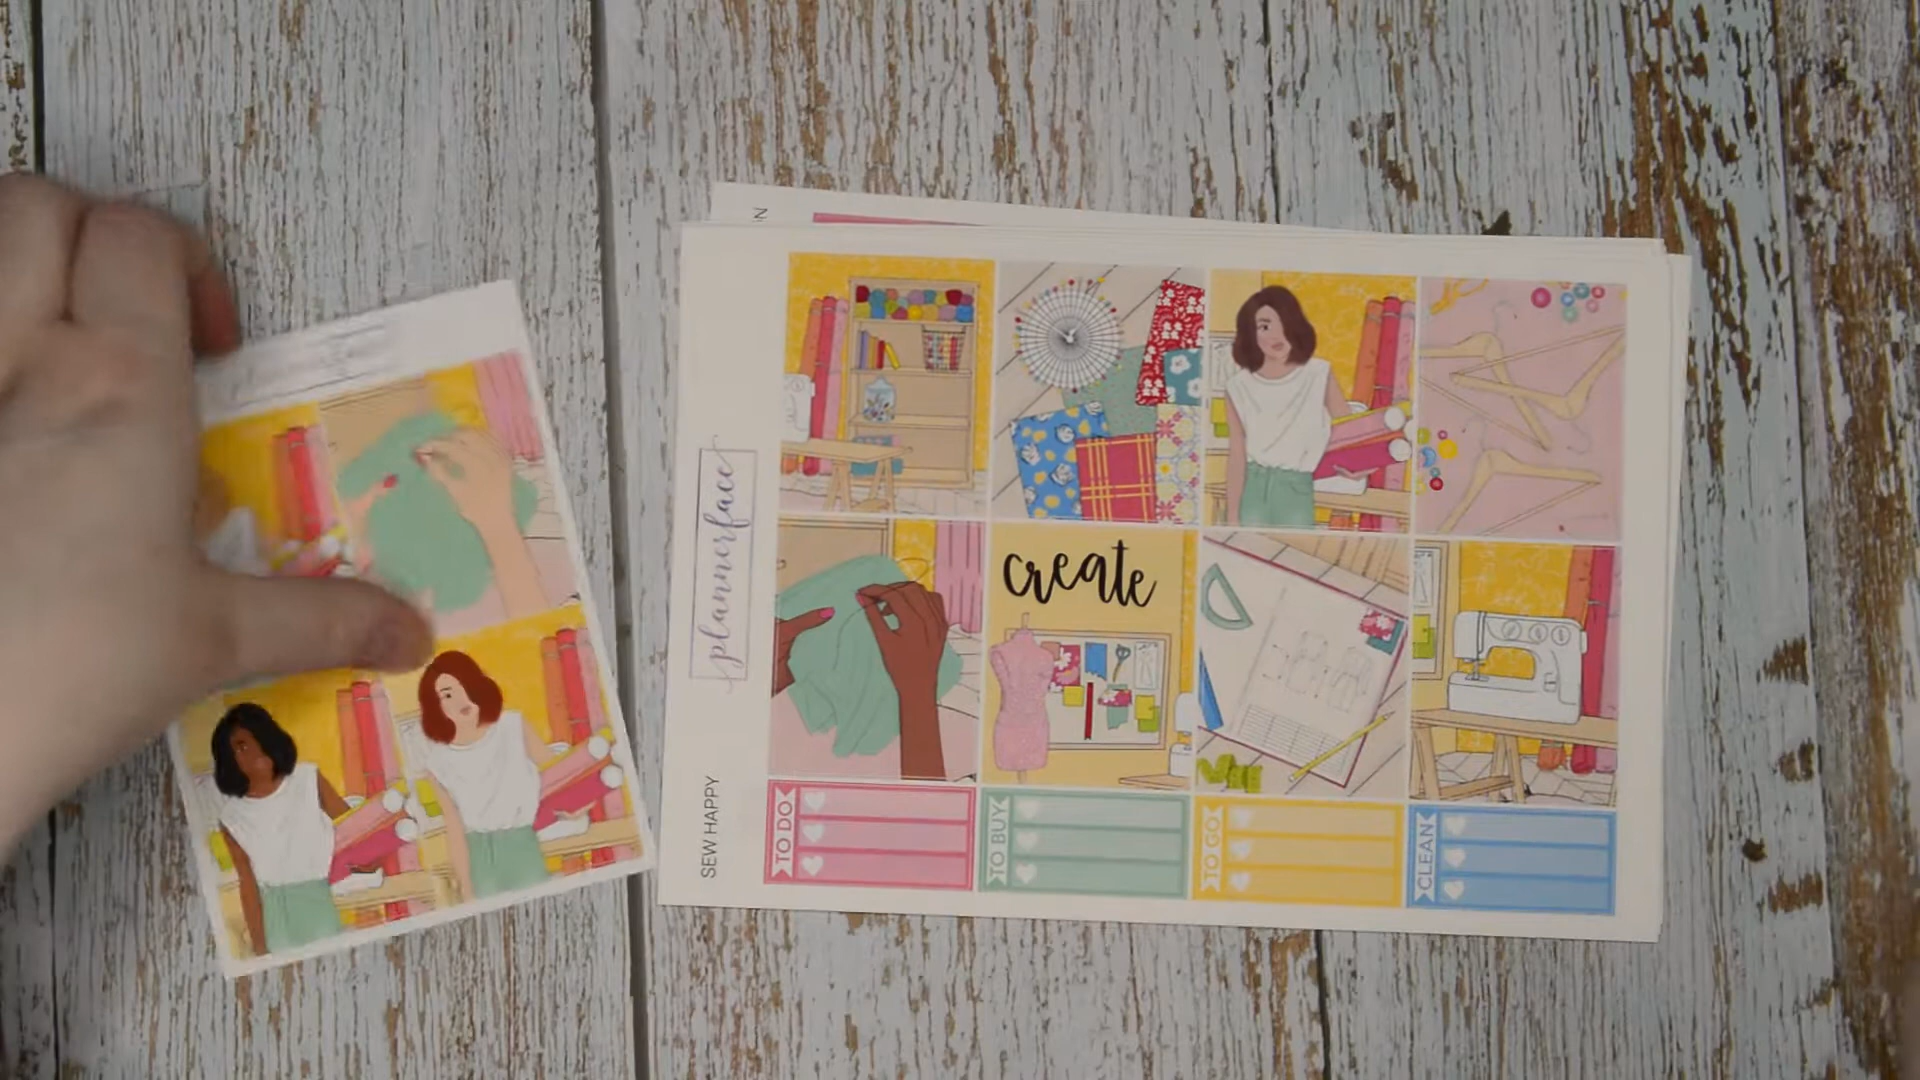 plannerface
SEW HAPPY
create
TO DO
TO BUY
TO GO
CLEAN